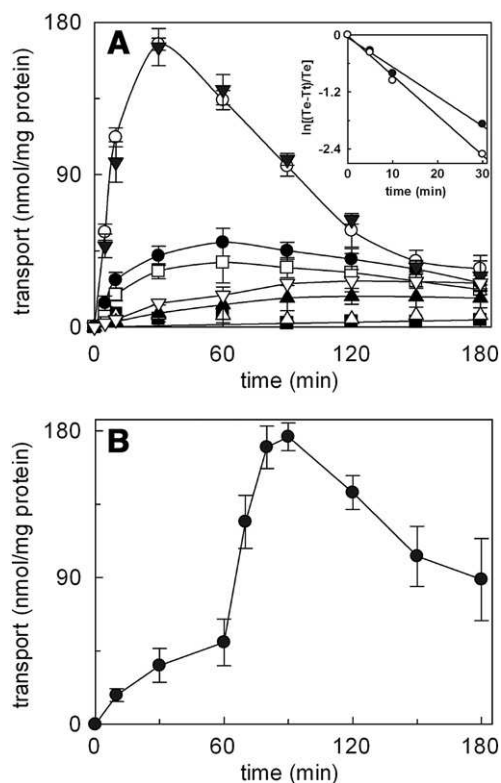 A
180
90
0
transport (nmol/mg protein)
0
60
120
180
time (min)
0
-1.2
-2.4
ln[(Te-Tt)/Te]
0
10
20
30
time (min)
B
180
90
0
transport (nmol/mg protein)
0
60
120
180
time (min)